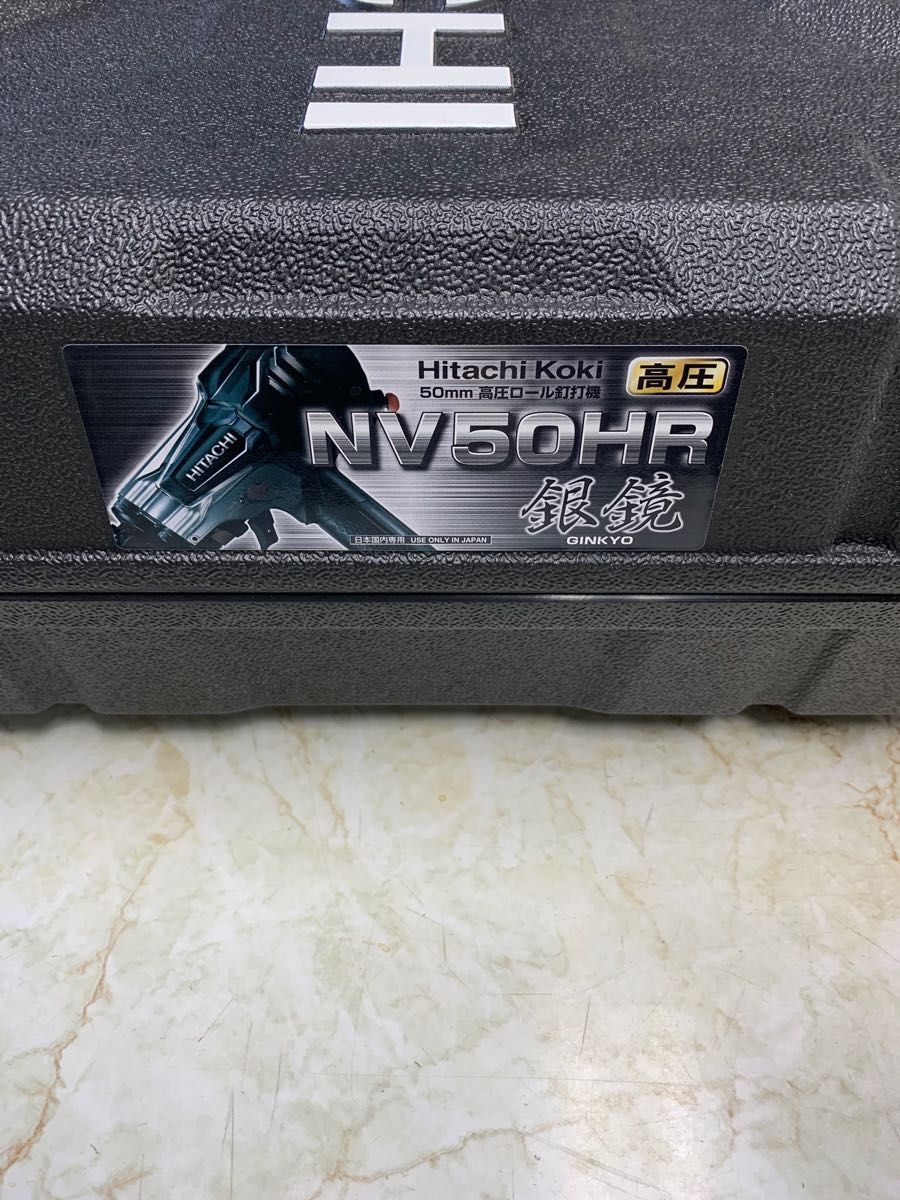 Hitachi Koki
高圧
50mm 高圧ロール釘打機
NV50HR
HITACHI
銀鏡
GINKYO
日本国内専用 USE ONLY IN JAPAN